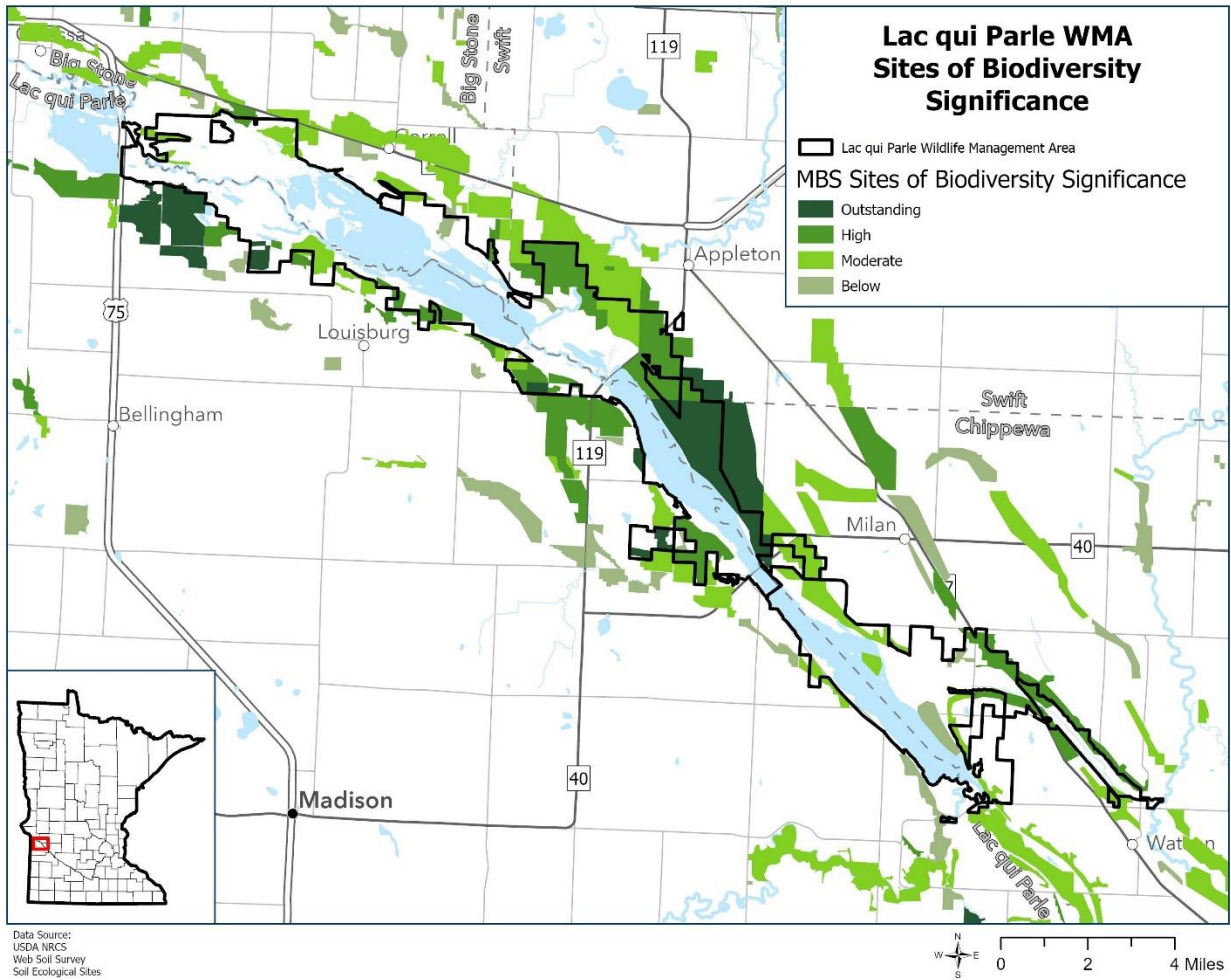 Lac qui Parle WMA
Sites of Biodiversity
Significance
Lac qui Parle Wildlife Management Area
MBS Sites of Biodiversity Significance
Outstanding
High
Moderate
Below
Big Stone
Lac qui Parle
Big Stone
Swift
119
Appleton
75
Louisburg
Bellingham
119
Swift
Chippewa
Milan
40
7
40
Madison
Lac qui Parle
Data Source:
USDA NRCS
Web Soil Survey
Soil Ecological Sites
N
W E
S
0 2 4 Miles